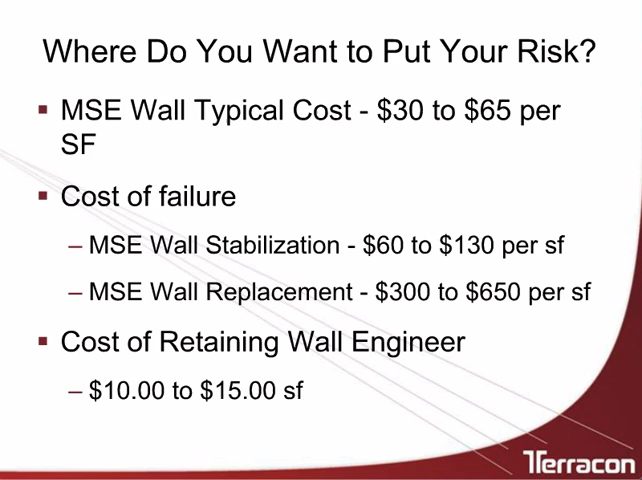 Where Do You Want to Put Your Risk?
▪ MSE Wall Typical Cost - $30 to $65 per
SF
▪ Cost of failure
– MSE Wall Stabilization - $60 to $130 per sf
– MSE Wall Replacement - $300 to $650 per sf
▪ Cost of Retaining Wall Engineer
– $10.00 to $15.00 sf
Terracon